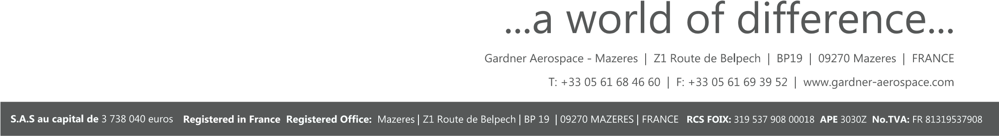 ...a world of difference...
Gardner Aerospace - Mazeres | Z1 Route de Belpech | BP19 | 09270 Mazeres | FRANCE
T: +33 05 61 68 46 60 | F: +33 05 61 69 39 52 | www.gardner-aerospace.com
S.A.S au capital de 3 738 040 euros Registered in France Registered Office: Mazeres | Z1 Route de Belpech | BP 19 | 09270 MAZERES | FRANCE RCS FOIX: 319 537 908 00018 APE 3030Z No.TVA: FR 81319537908